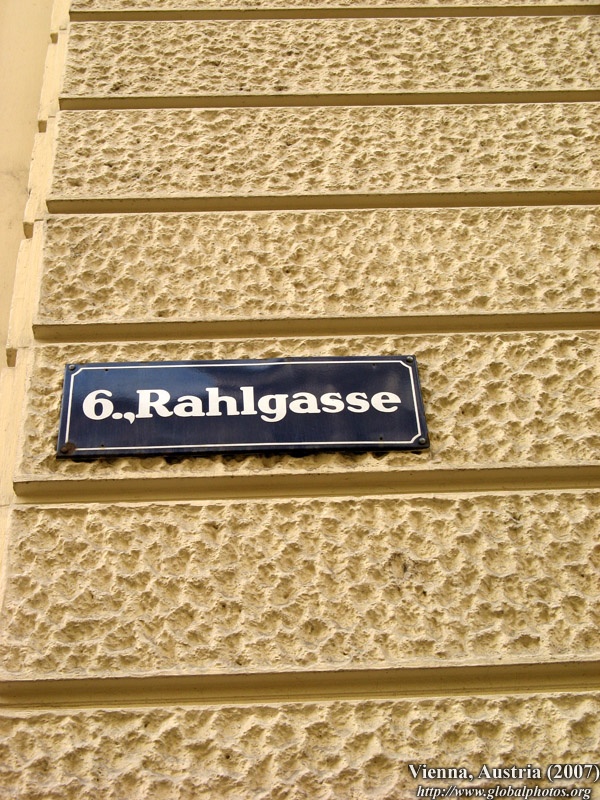 6.,Rahlgasse
Vienna, Austria (2007)
http://www.globalphotos.org